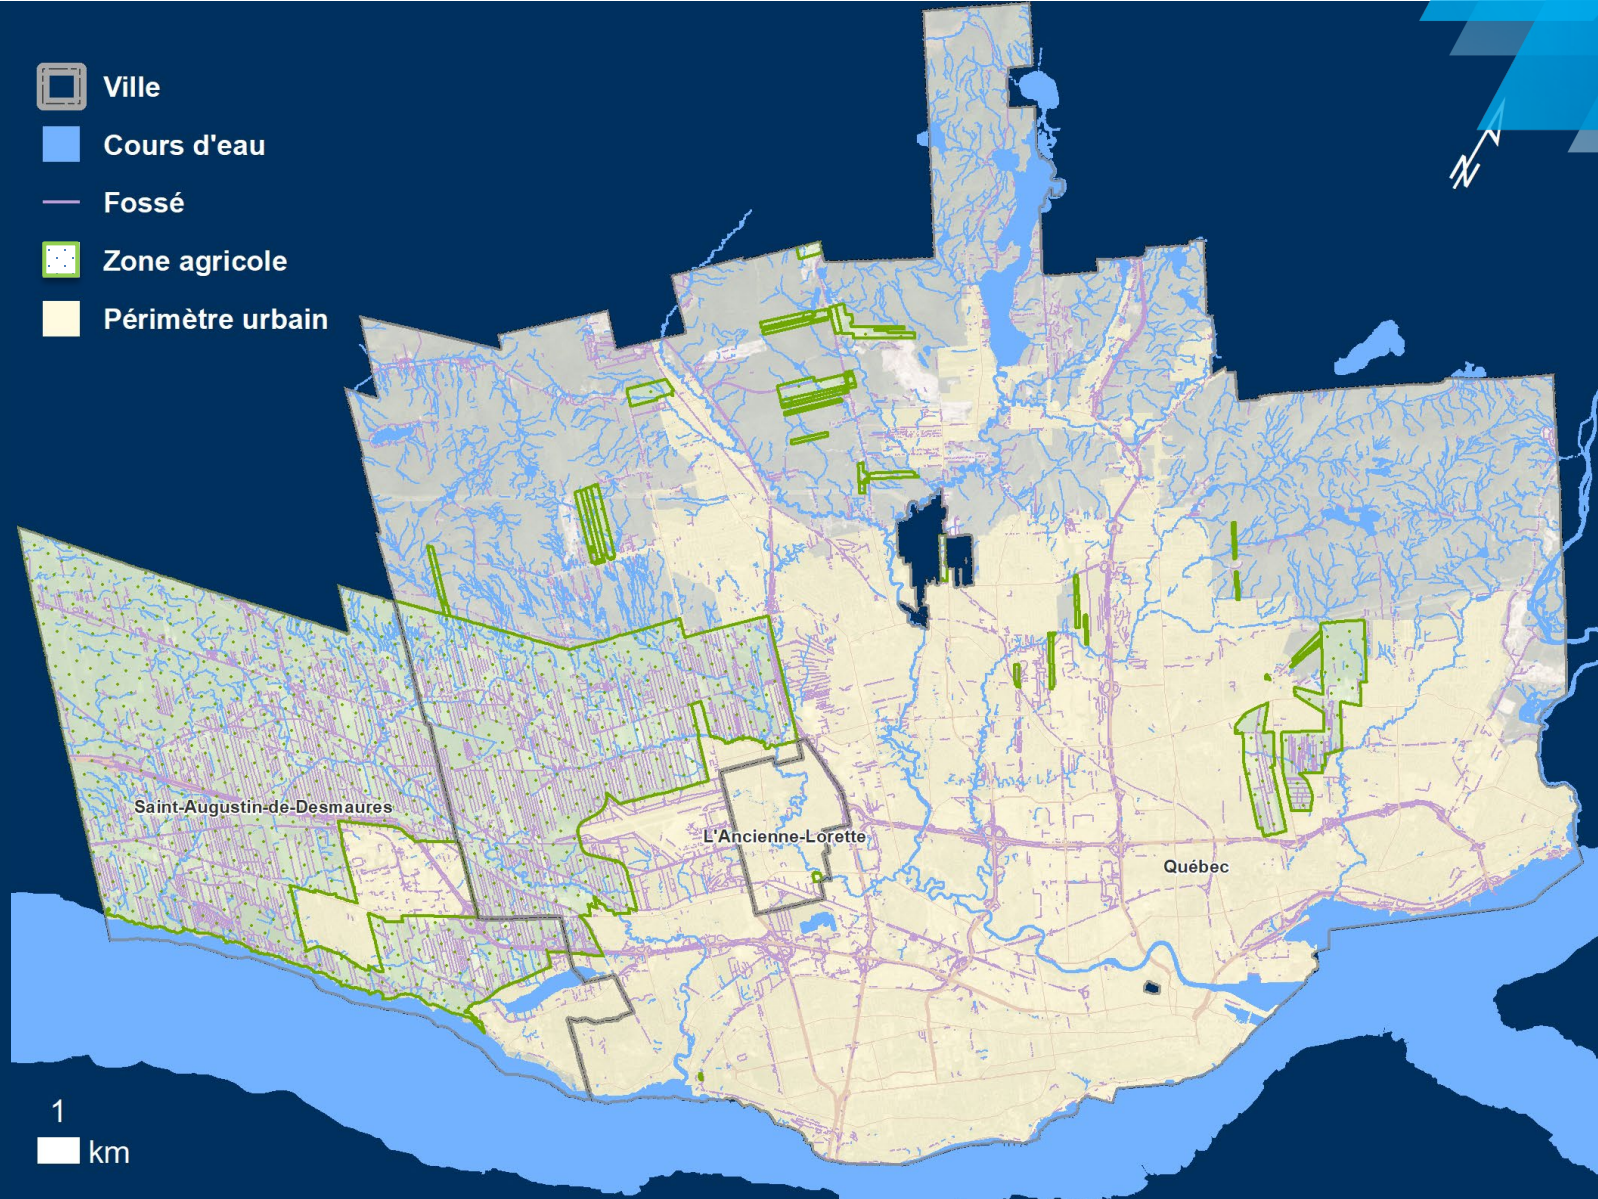 Ville
Cours d'eau
Fossé
Zone agricole
Périmètre urbain
N
Saint-Augustin-de-Desmaures
L'Ancienne-Lorette
Québec
1
km